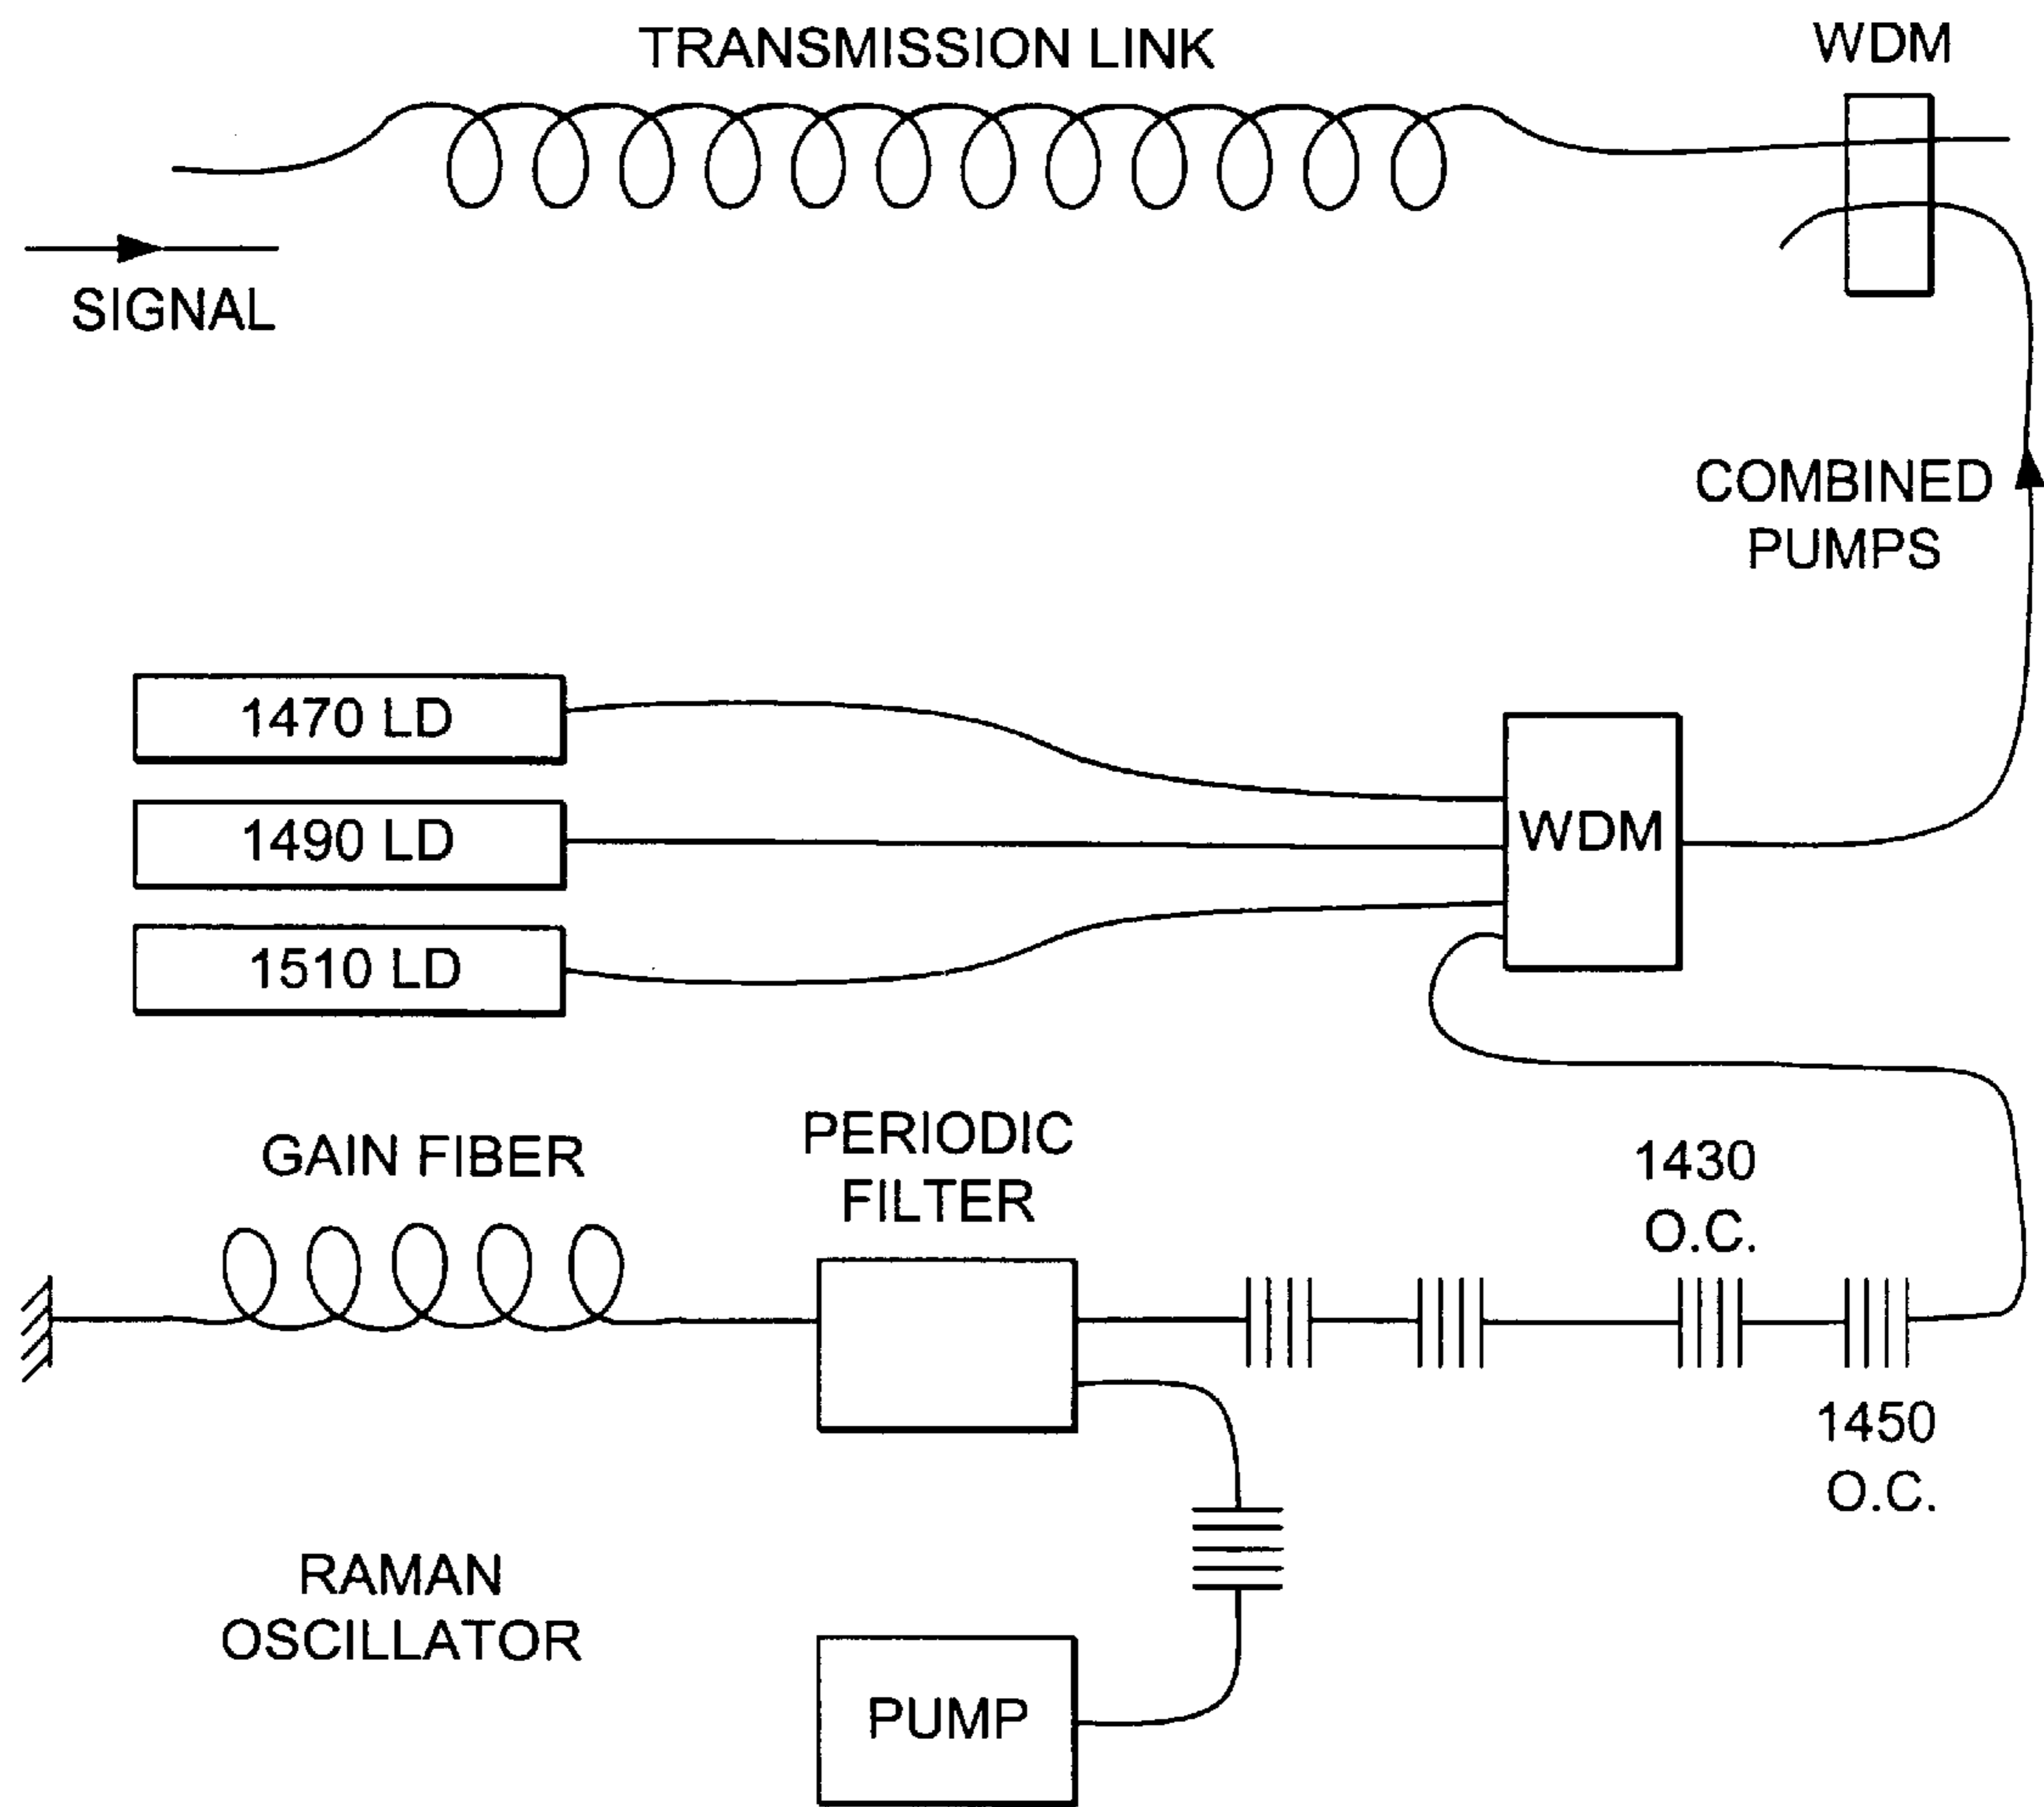 TRANSMISSION LINK
WDM
SIGNAL
COMBINED
PUMPS
1470 LD
1490 LD
WDM
1510 LD
GAIN FIBER
PERIODIC
FILTER
1430
O.C.
1450
O.C.
RAMAN
OSCILLATOR
PUMP